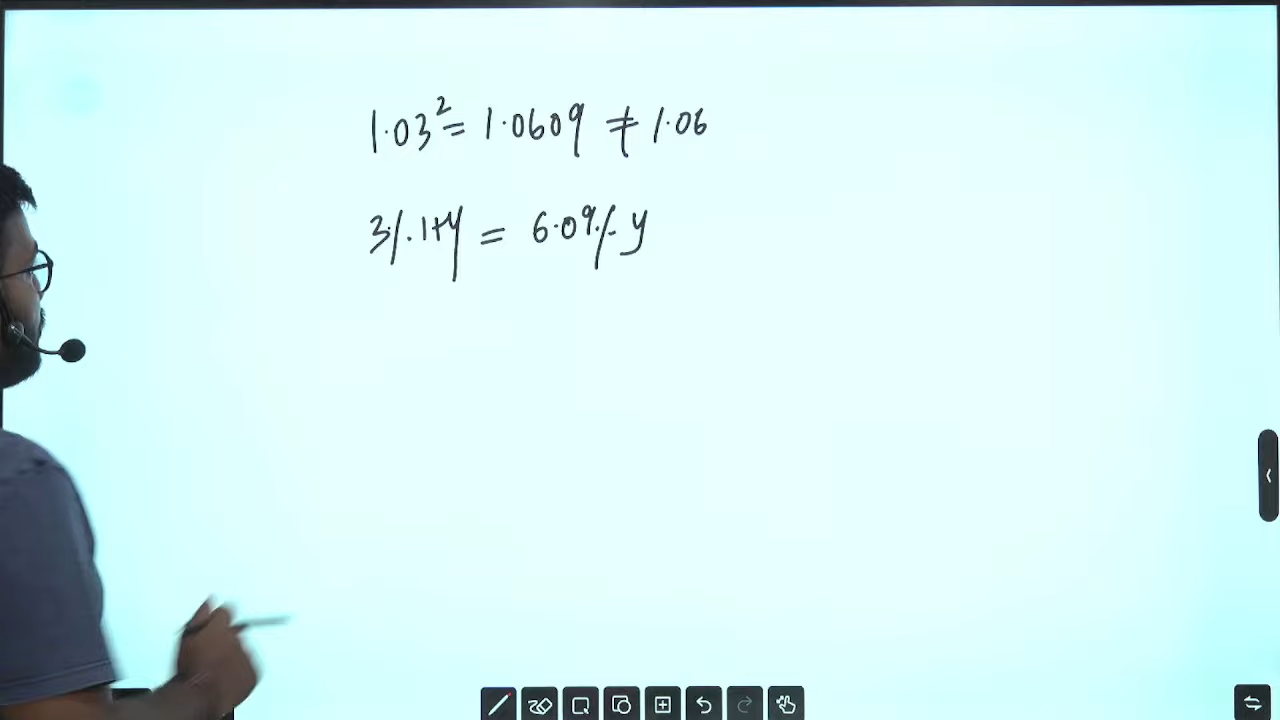 1.03² = 1.0609 ≠ 1.06
3%. 1+y = 6.09% y